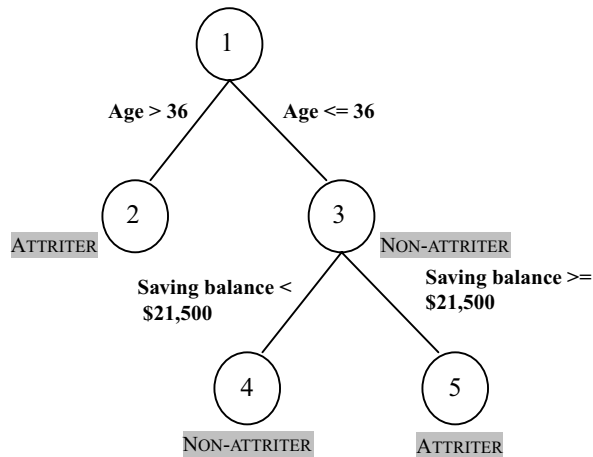 1
Age > 36
Age <= 36
2
3
ATTRITER
NON-ATTRITER
Saving balance <
$21,500
Saving balance >=
$21,500
4
5
NON-ATTRITER
ATTRITER